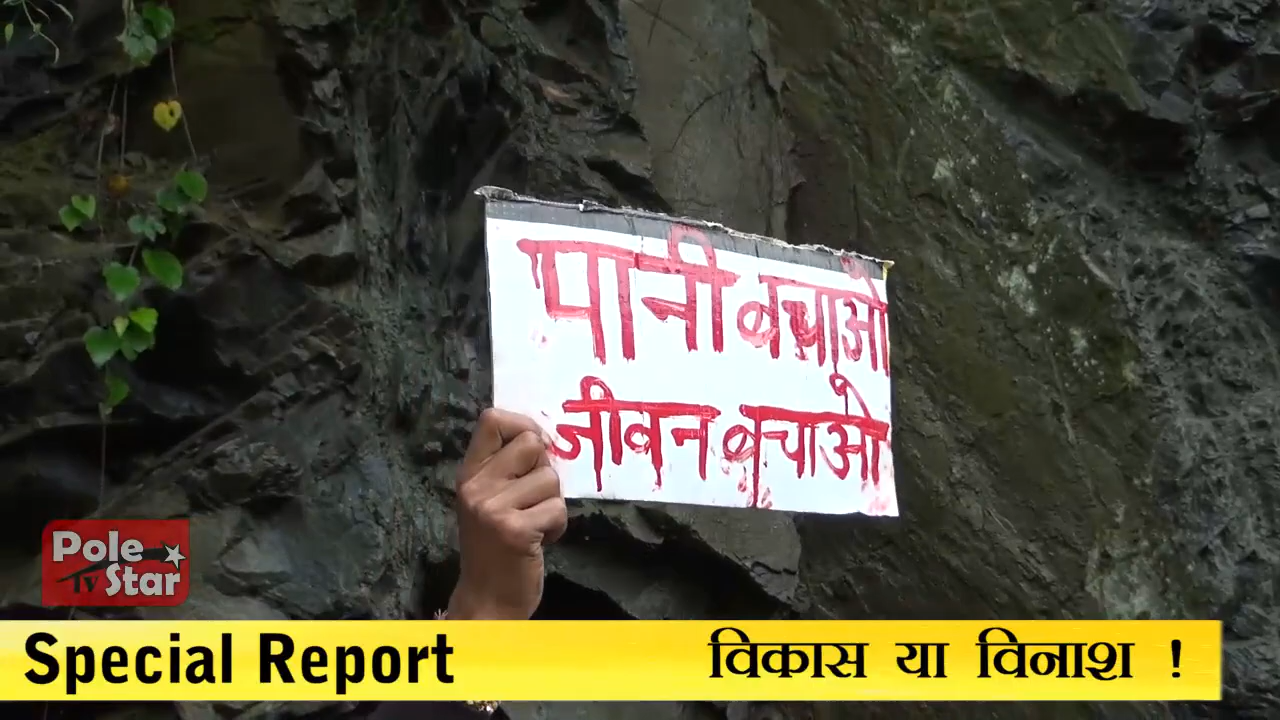 पानी बचाओ
जीवन बचाओ
Pole
Tv Star
Special Report
विकास या विनाश !